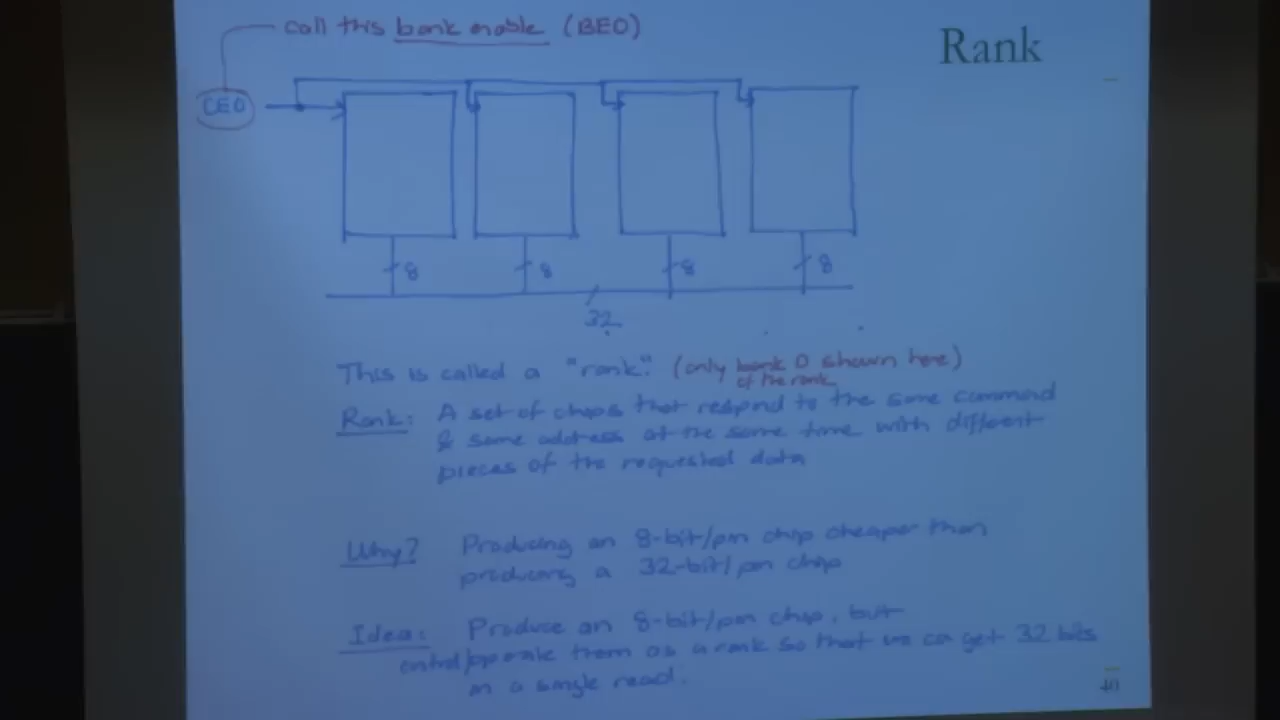 call this bank enable (BE0)
Rank
CE0
8
8
8
8
32
This is called a "rank". (only bank 0 shown here)
of the rank
Rank: A set of chips that respond to the same command
& same address at the same time with different
pieces of the requested data
Why? Producing an 8-bit/pin chip cheaper than
producing a 32-bit/pin chip
Idea: Produce an 8-bit/pin chip, but
control/operate them as a rank so that we can get 32 bits
in a single read.
40